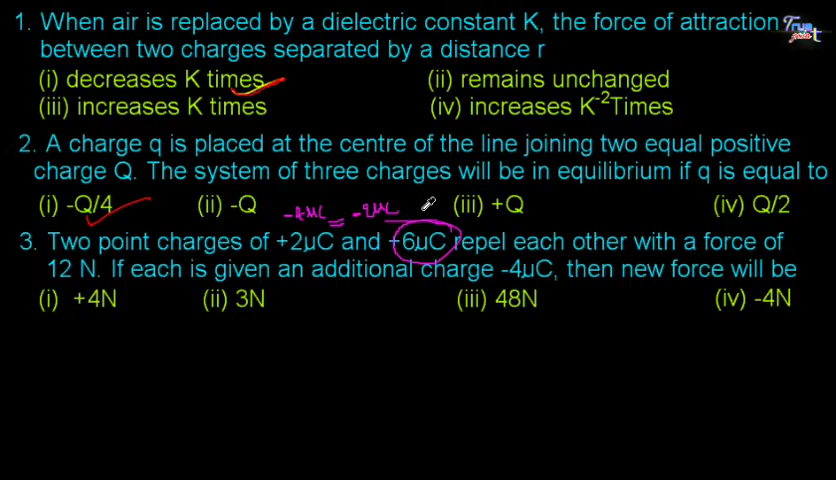 1. When air is replaced by a dielectric constant K, the force of attraction
between two charges separated by a distance r
(i) decreases K times (ii) remains unchanged
(iii) increases K times (iv) increases K⁻²Times
2. A charge q is placed at the centre of the line joining two equal positive
charge Q. The system of three charges will be in equilibrium if q is equal to
(i) -Q/4 (ii) -Q (iii) +Q (iv) Q/2
-4μC = -2μC
3. Two point charges of +2μC and +6μC repel each other with a force of
12 N. If each is given an additional charge -4μC, then new force will be
(i) +4N (ii) 3N (iii) 48N (iv) -4N